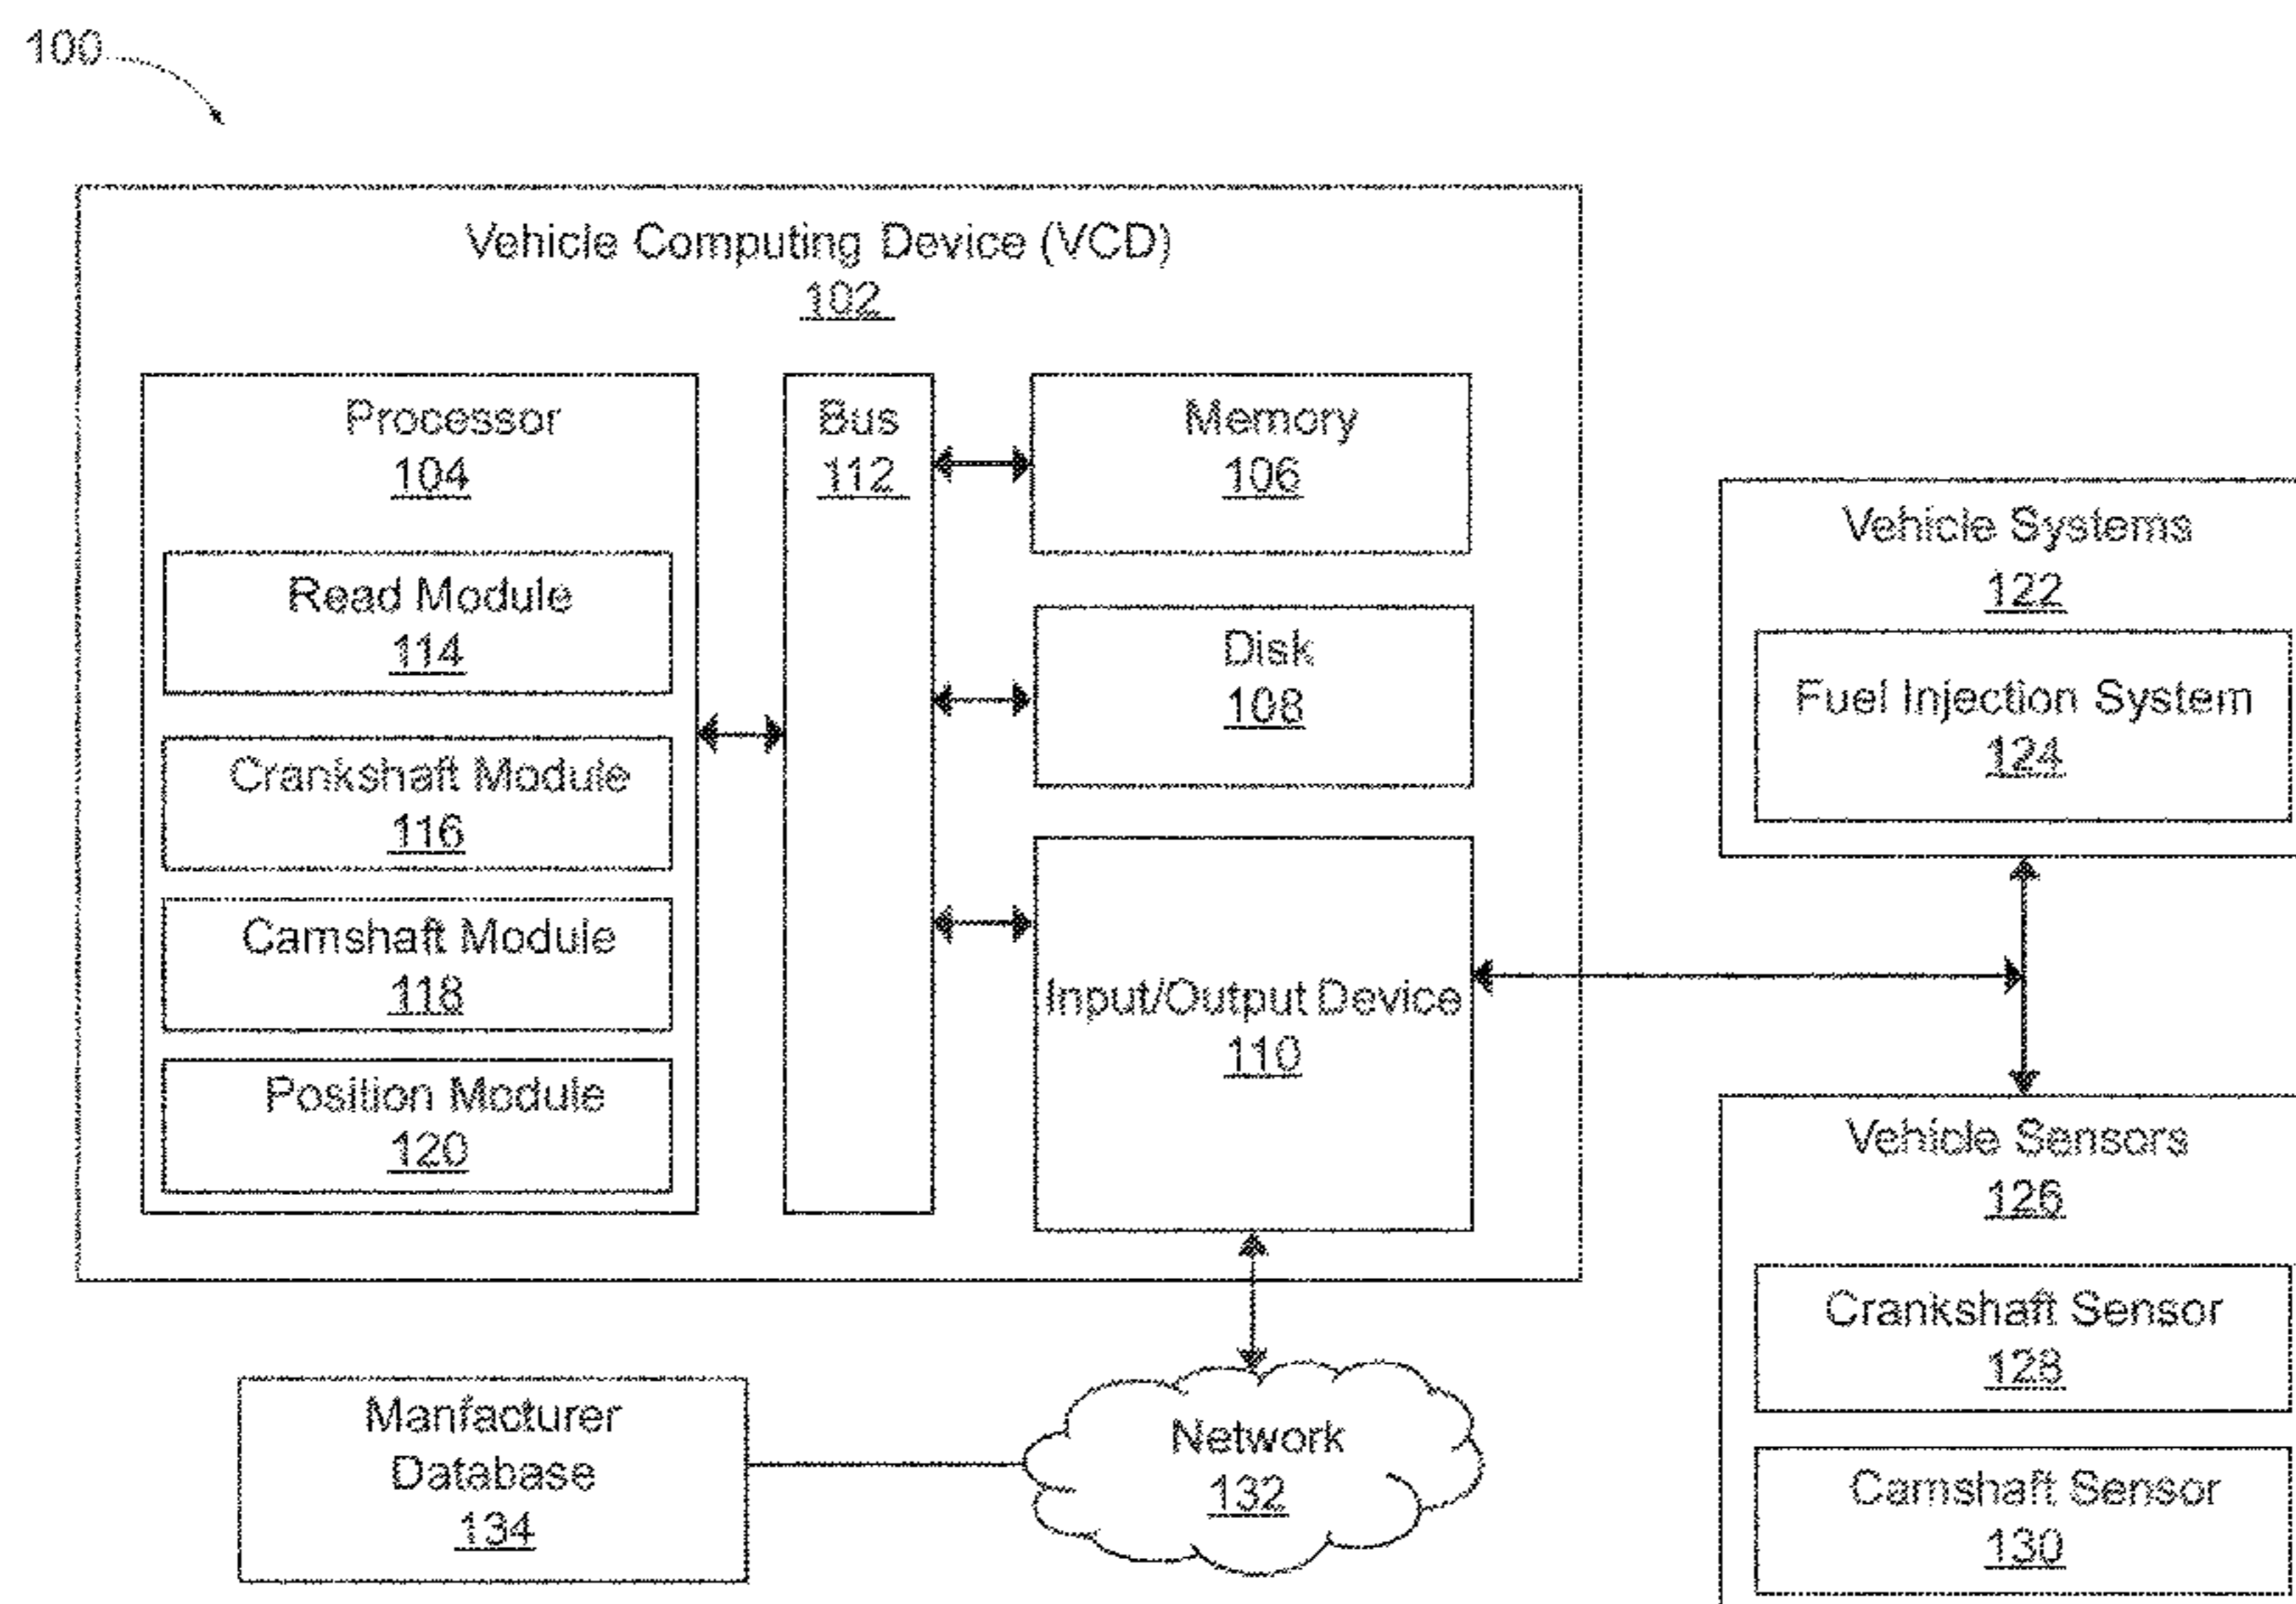 100
Vehicle Computing Device (VCD)
102
Processor
104
Read Module
114
Crankshaft Module
116
Camshaft Module
118
Position Module
120
Bus
112
Memory
106
Disk
108
Input/Output Device
110
Vehicle Systems
122
Fuel Injection System
124
Vehicle Sensors
126
Crankshaft Sensor
128
Camshaft Sensor
130
Manfacturer
Database
134
Network
132